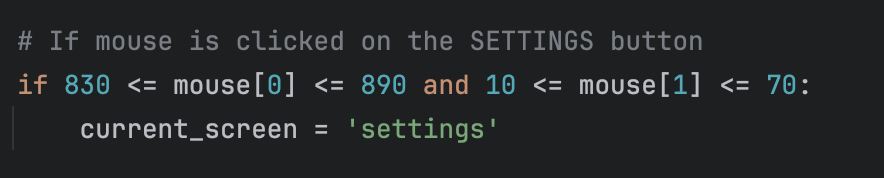 # If mouse is clicked on the SETTINGS button
if 830 <= mouse[0] <= 890 and 10 <= mouse[1] <= 70:
    current_screen = 'settings'